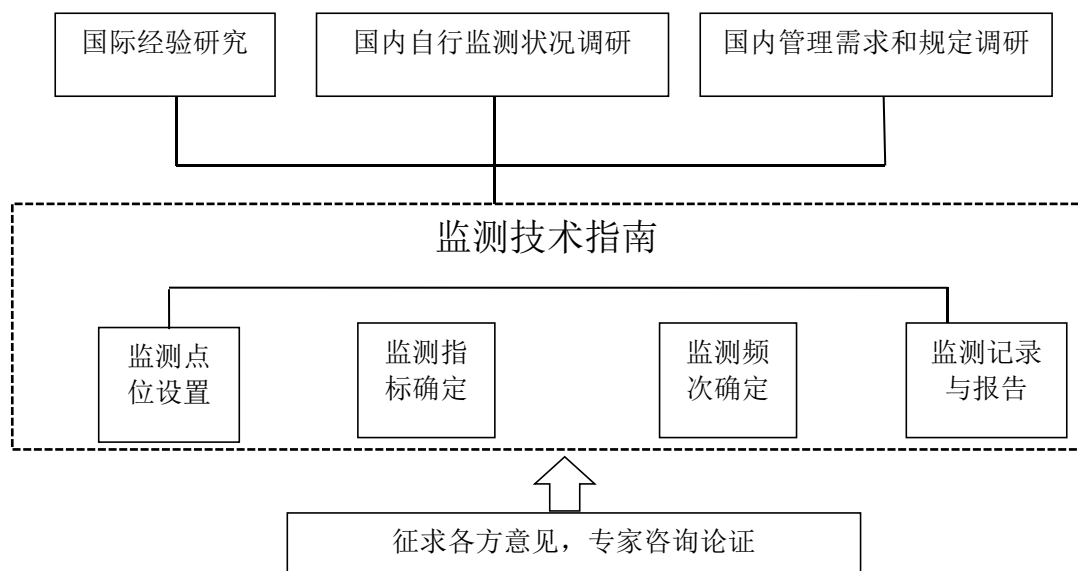 国际经验研究
国内自行监测状况调研
国内管理需求和规定调研
监测技术指南
监测点
位设置
监测指
标确定
监测频
次确定
监测记录
与报告
征求各方意见，专家咨询论证